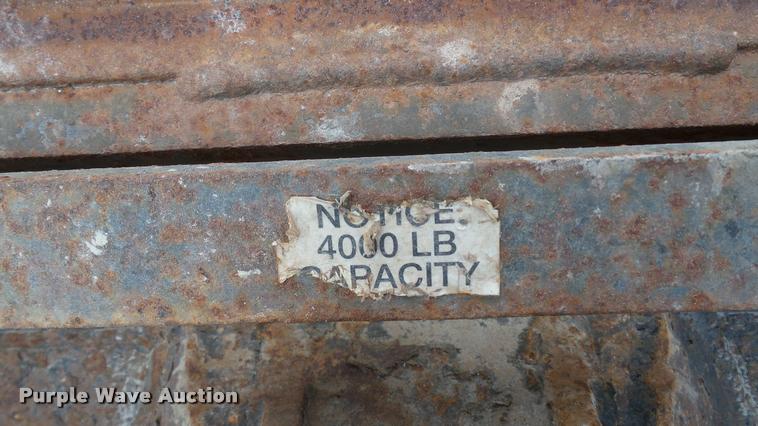 NOTICE:
4000 LB
CAPACITY
Purple Wave Auction